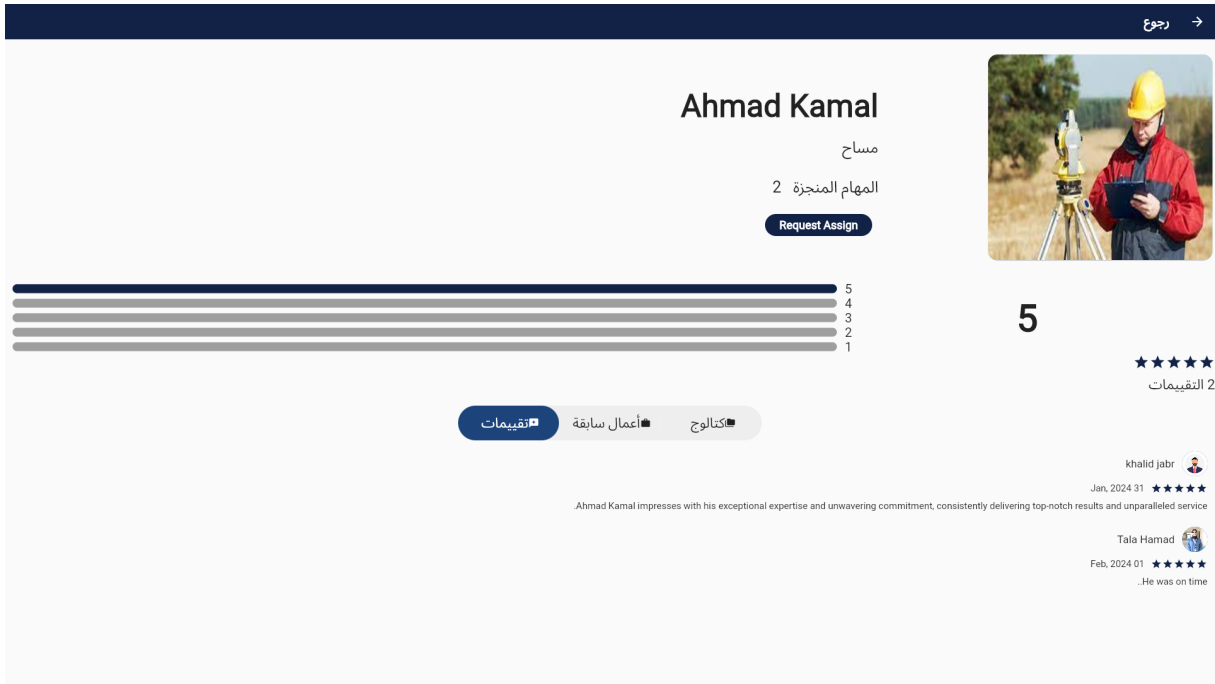 رجوع
Ahmad Kamal
مساح
المهام المنجزة 2
Request Assign
5
4
3
2
1
5
2 التقييمات
كتالوج
أعمال سابقة
تقييمات
khalid jabr
Jan, 2024 31
.Ahmad Kamal impresses with his exceptional expertise and unwavering commitment, consistently delivering top-notch results and unparalleled service
Tala Hamad
Feb, 2024 01
..He was on time